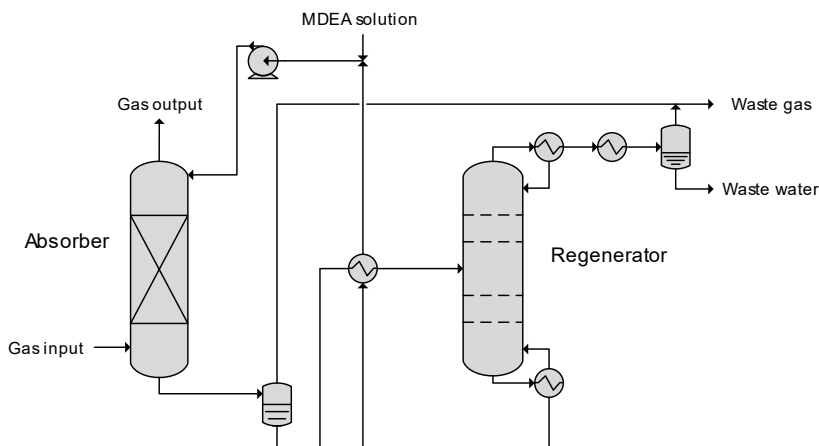 MDEA solution
Gas output
Waste gas
Waste water
Absorber
Regenerator
Gas input